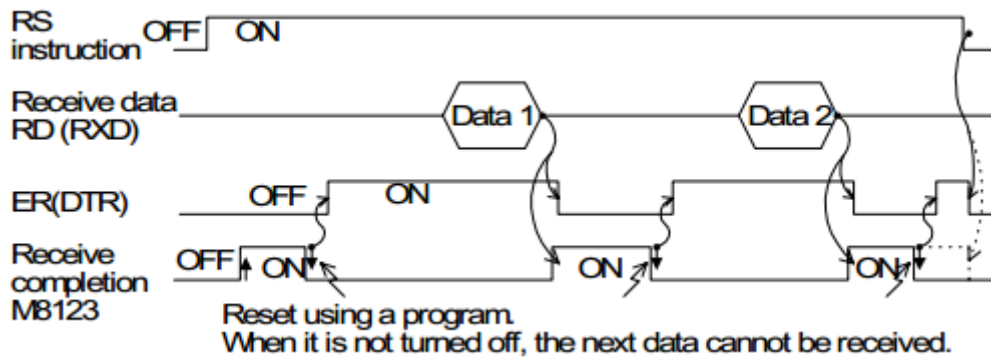 RS
instruction
OFF
ON
Receive data
RD (RXD)
Data 1
Data 2
ER(DTR)
OFF
ON
Receive
completion
M8123
OFF
ON
ON
ON
Reset using a program.
When it is not turned off, the next data cannot be received.